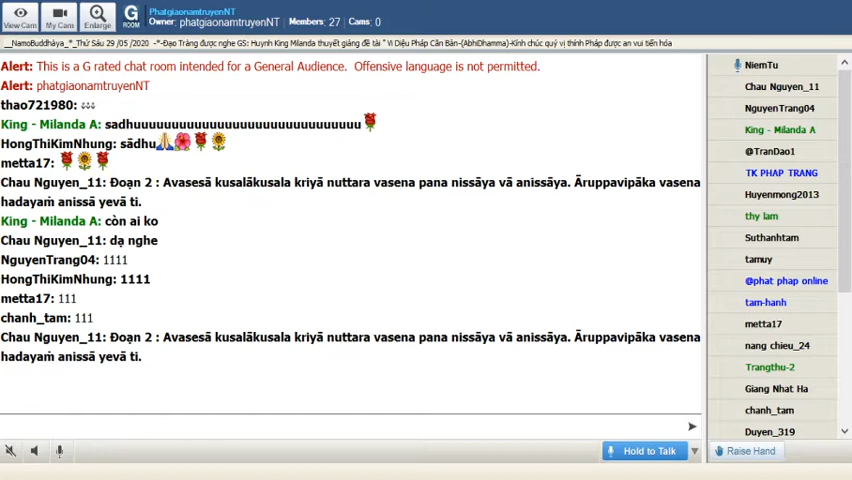 View Cam
My Cam
Enlarge
G
ROOM
PhatgiaonamtruyenNT
Owner: phatgiaonamtruyenNT Members: 27 Cams: 0
__NamoBuddhàya_*_Thứ Sáu 29 /05 /2020 -*-Đạo Tràng được nghe GS: Huynh King Milanda thuyết giảng đề tài " Vi Diệu Pháp Căn Bản-(AbhiDhamma)-Kính chúc quý vị thính Pháp được an vui tiến hóa
Alert: This is a G rated chat room intended for a General Audience. Offensive language is not permitted.
Alert: phatgiaonamtruyenNT
thao721980:
King - Milanda A: sadhuuuuuuuuuuuuuuuuuuuuuuuuuuuuuu
HongThiKimNhung: sādhu
metta17:
Chau Nguyen_11: Đoạn 2 : Avasesā kusalākusala kriyā nuttara vasena pana nissāya vā anissāya. Āruppavipāka vasena
hadayaṁ anissā yevā ti.
King - Milanda A: còn ai ko
Chau Nguyen_11: dạ nghe
NguyenTrang04: 1111
HongThiKimNhung: 1111
metta17: 111
chanh_tam: 111
Chau Nguyen_11: Đoạn 2 : Avasesā kusalākusala kriyā nuttara vasena pana nissāya vā anissāya. Āruppavipāka vasena
hadayaṁ anissā yevā ti.
NiemTu
Chau Nguyen_11
NguyenTrang04
King - Milanda A
@TranDao1
TK PHAP TRANG
Huyenmong2013
thy lam
Suthanhtam
tamuy
@phat phap online
tam-hanh
metta17
nang chieu_24
Trangthu-2
Giang Nhat Ha
chanh_tam
Duyen_319
Hold to Talk
Raise Hand